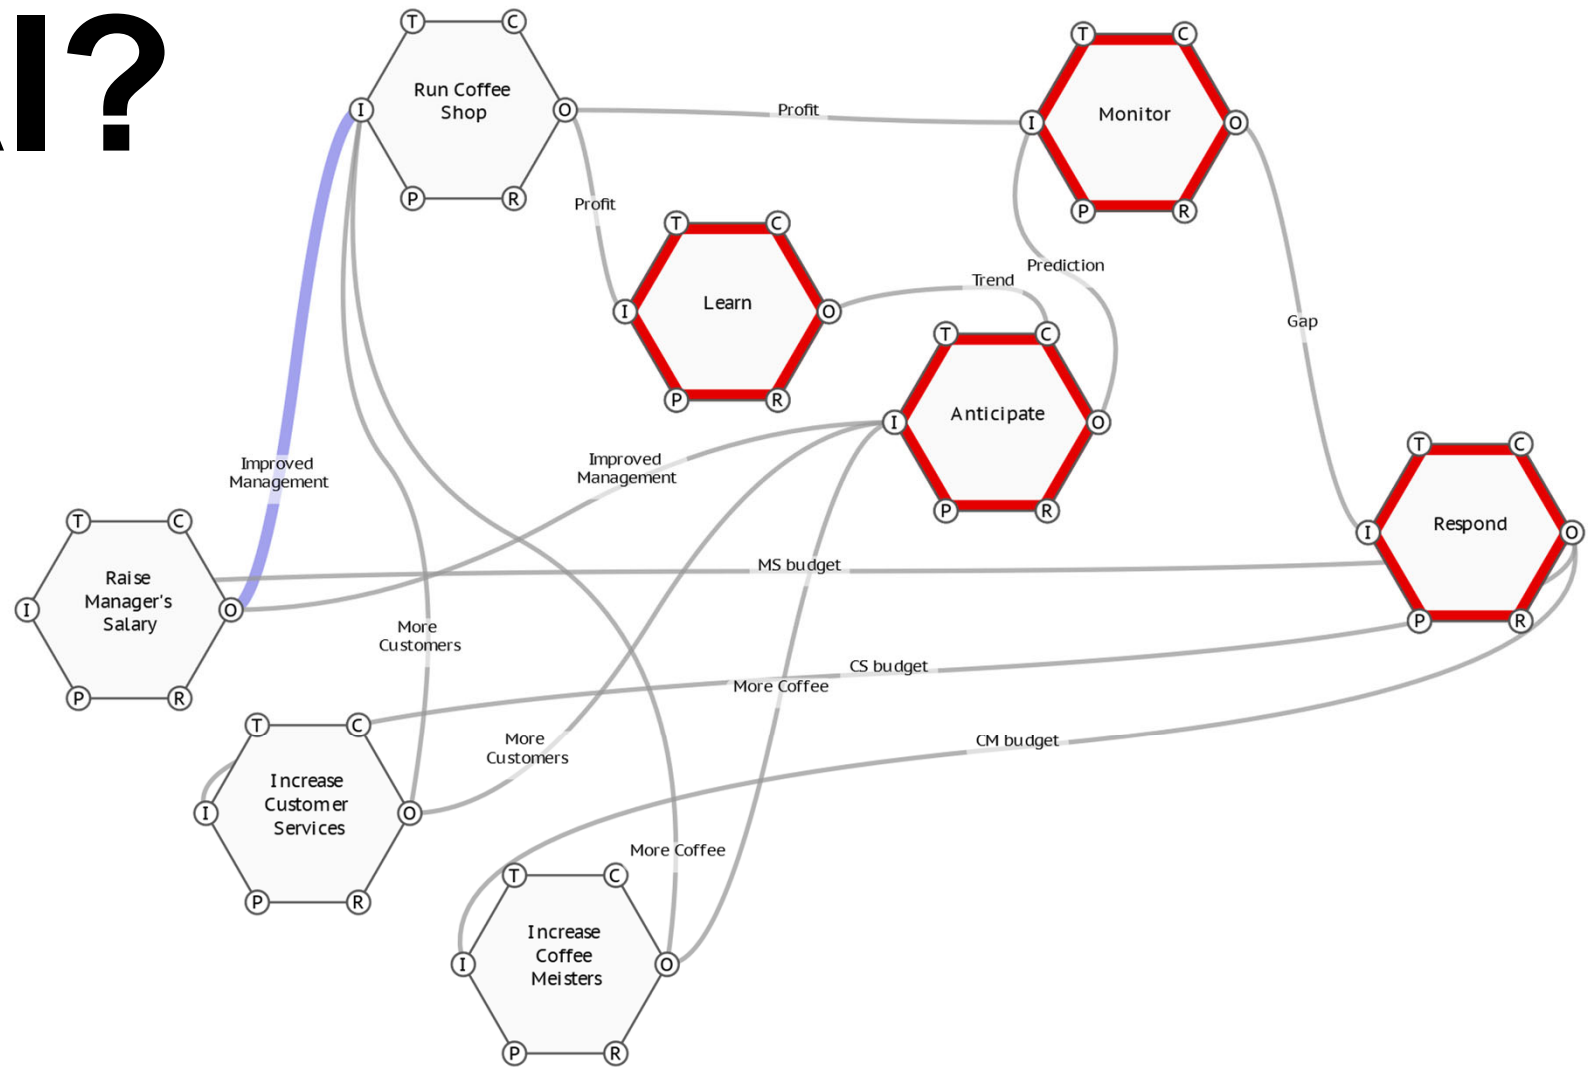 I?
T
C
Run Coffee
Shop
I
O
P
R
Profit
T
C
Monitor
I
O
P
R
Profit
T
C
Learn
I
O
P
R
Trend
Prediction
Gap
T
C
Anticipate
I
O
P
R
T
C
Respond
I
O
P
R
Improved
Management
Improved
Management
T
C
Raise
Manager's
Salary
I
O
P
R
MS budget
More
Customers
CS budget
More Coffee
T
C
Increase
Customer
Services
I
O
P
R
More
Customers
CM budget
More Coffee
T
C
Increase
Coffee
Meisters
I
O
P
R